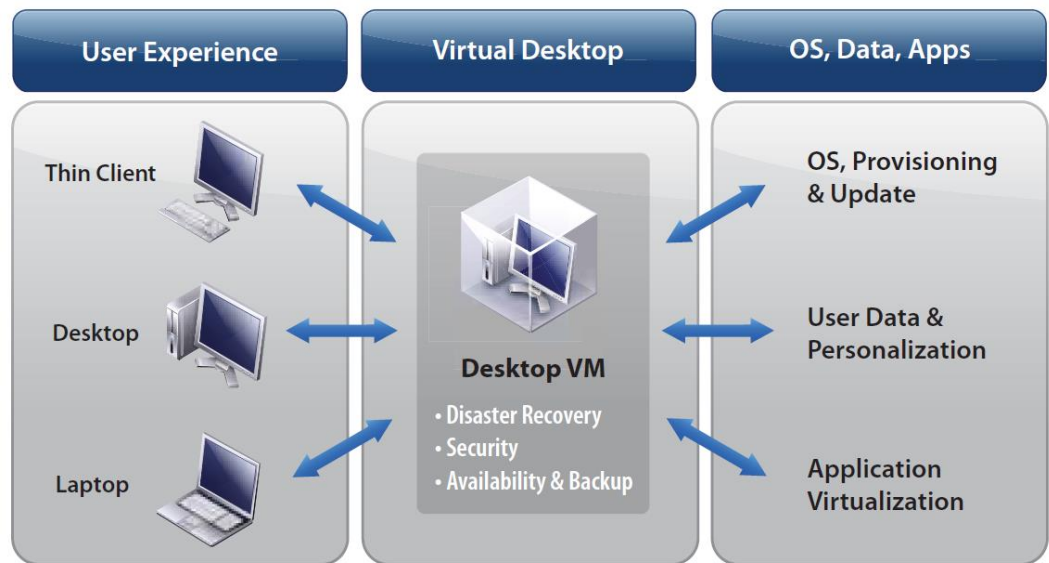 User Experience
Virtual Desktop
OS, Data, Apps
Thin Client
Desktop
Laptop
Desktop VM
• Disaster Recovery
• Security
• Availability & Backup
OS, Provisioning
& Update
User Data &
Personalization
Application
Virtualization